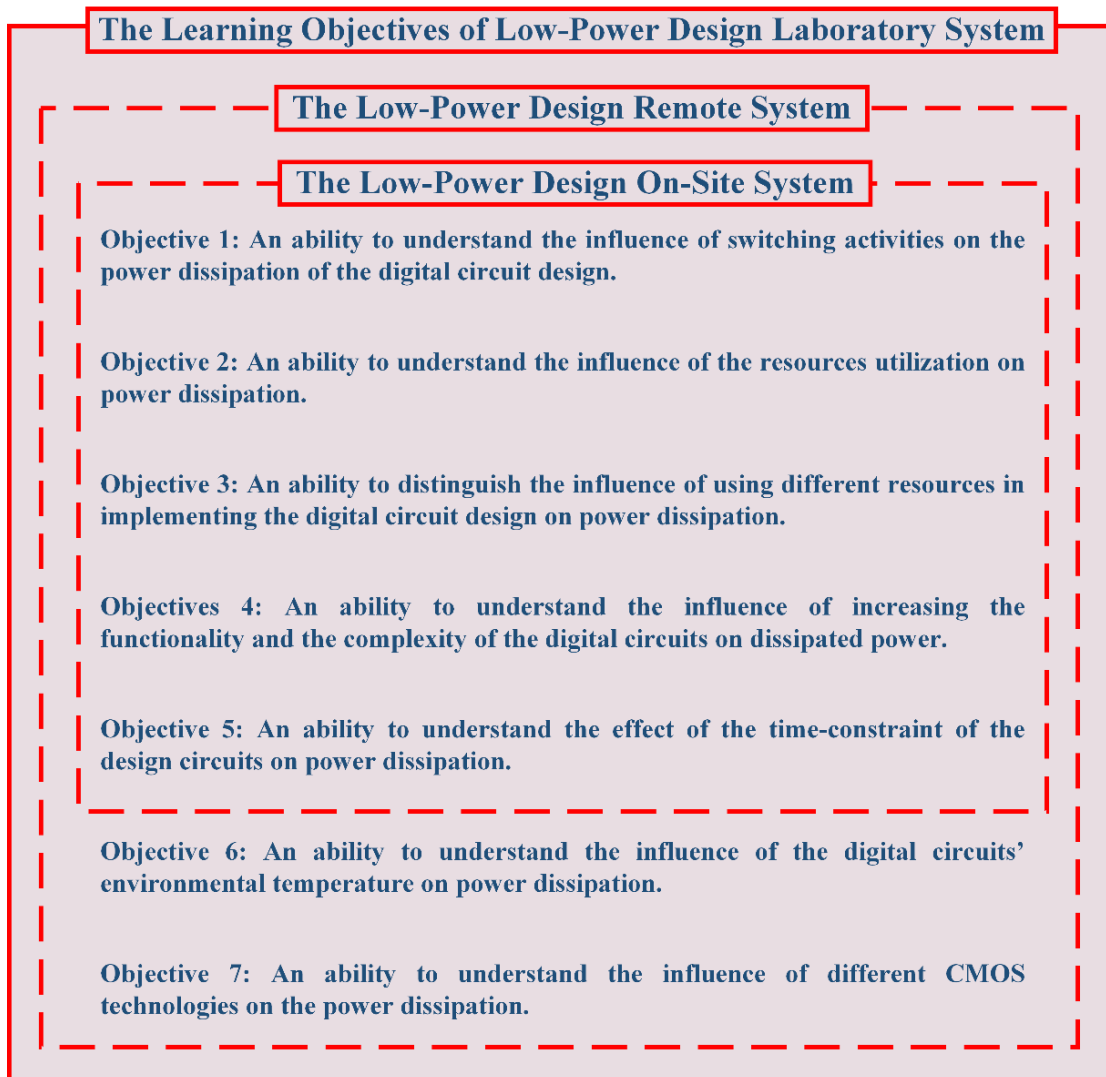 The Learning Objectives of Low-Power Design Laboratory System
The Low-Power Design Remote System
The Low-Power Design On-Site System
Objective 1: An ability to understand the influence of switching activities on the
power dissipation of the digital circuit design.
Objective 2: An ability to understand the influence of the resources utilization on
power dissipation.
Objective 3: An ability to distinguish the influence of using different resources in
implementing the digital circuit design on power dissipation.
Objectives 4: An ability to understand the influence of increasing the
functionality and the complexity of the digital circuits on dissipated power.
Objective 5: An ability to understand the effect of the time-constraint of the
design circuits on power dissipation.
Objective 6: An ability to understand the influence of the digital circuits’
environmental temperature on power dissipation.
Objective 7: An ability to understand the influence of different CMOS
technologies on the power dissipation.